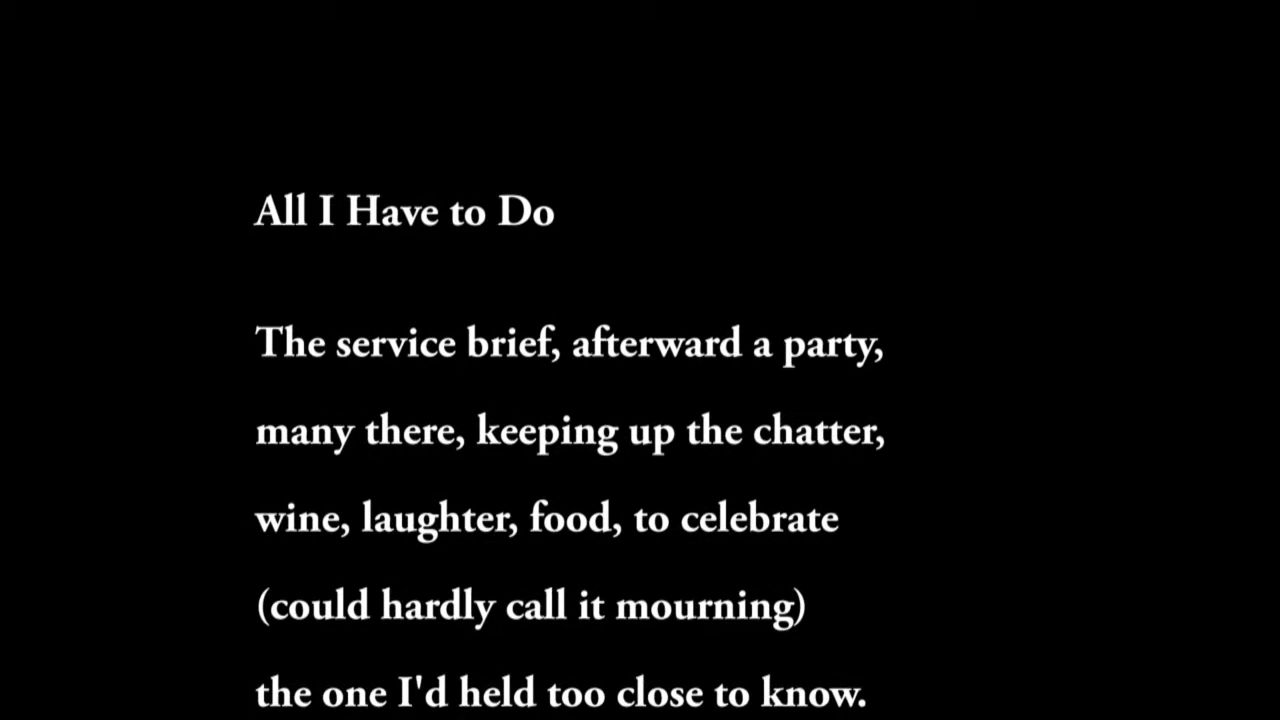 All I Have to Do
The service brief, afterward a party,
many there, keeping up the chatter,
wine, laughter, food, to celebrate
(could hardly call it mourning)
the one I'd held too close to know.